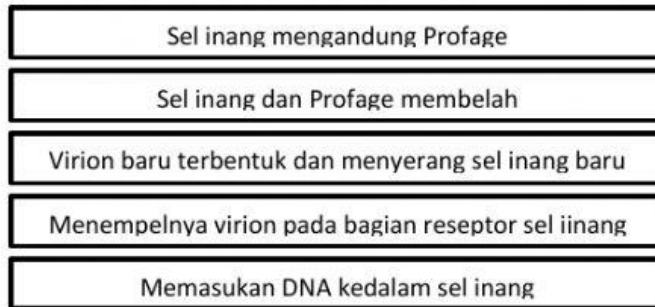 Sel inang mengandung Profage
Sel inang dan Profage membelah
Virion baru terbentuk dan menyerang sel inang baru
Menempelnya virion pada bagian reseptor sel iinang
Memasukan DNA kedalam sel inang